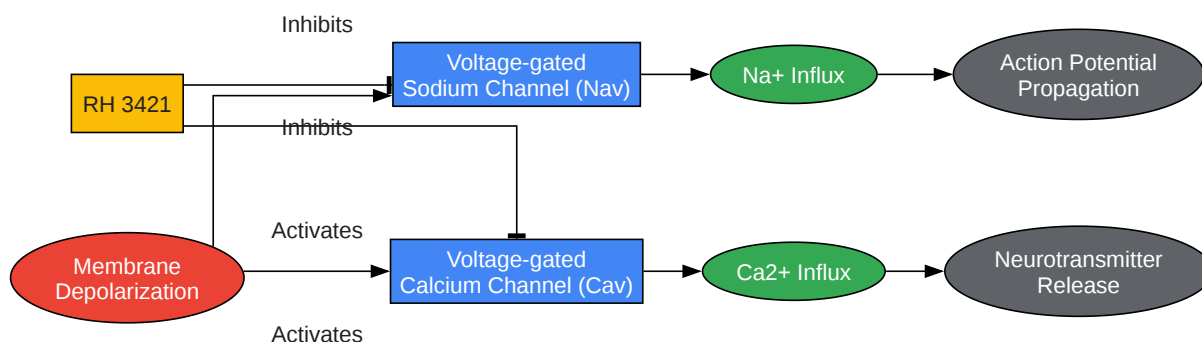 Inhibits
Voltage-gated
Sodium Channel (Nav)
Na+ Influx
Action Potential
Propagation
RH 3421
Inhibits
Activates
Membrane
Depolarization
Voltage-gated
Calcium Channel (Cav)
Ca2+ Influx
Neurotransmitter
Release
Activates